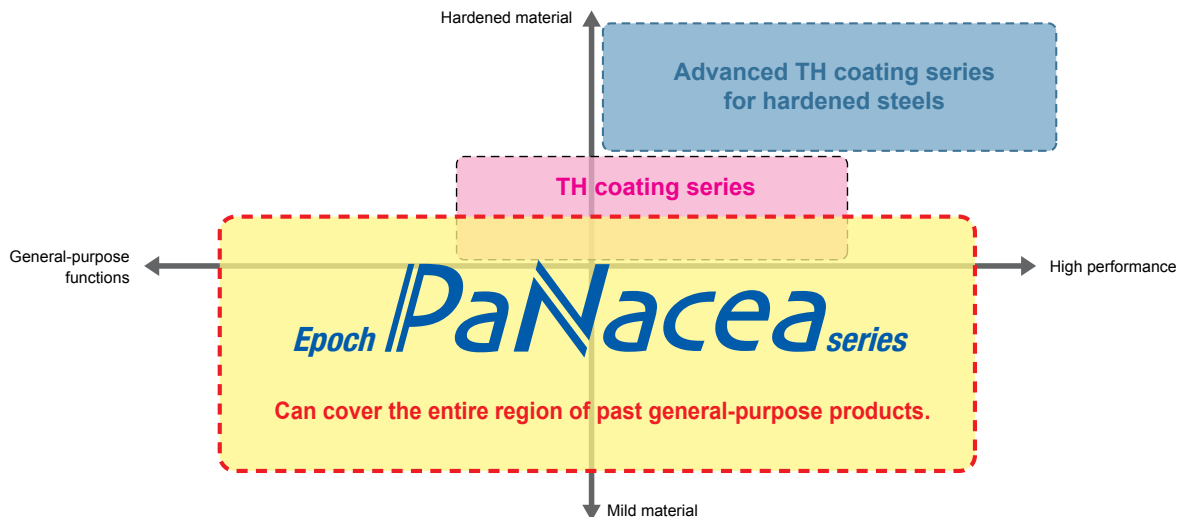 Hardened material
Advanced TH coating series
for hardened steels
TH coating series
General-purpose
functions
High performance
Epoch PaNacea series
Can cover the entire region of past general-purpose products.
Mild material